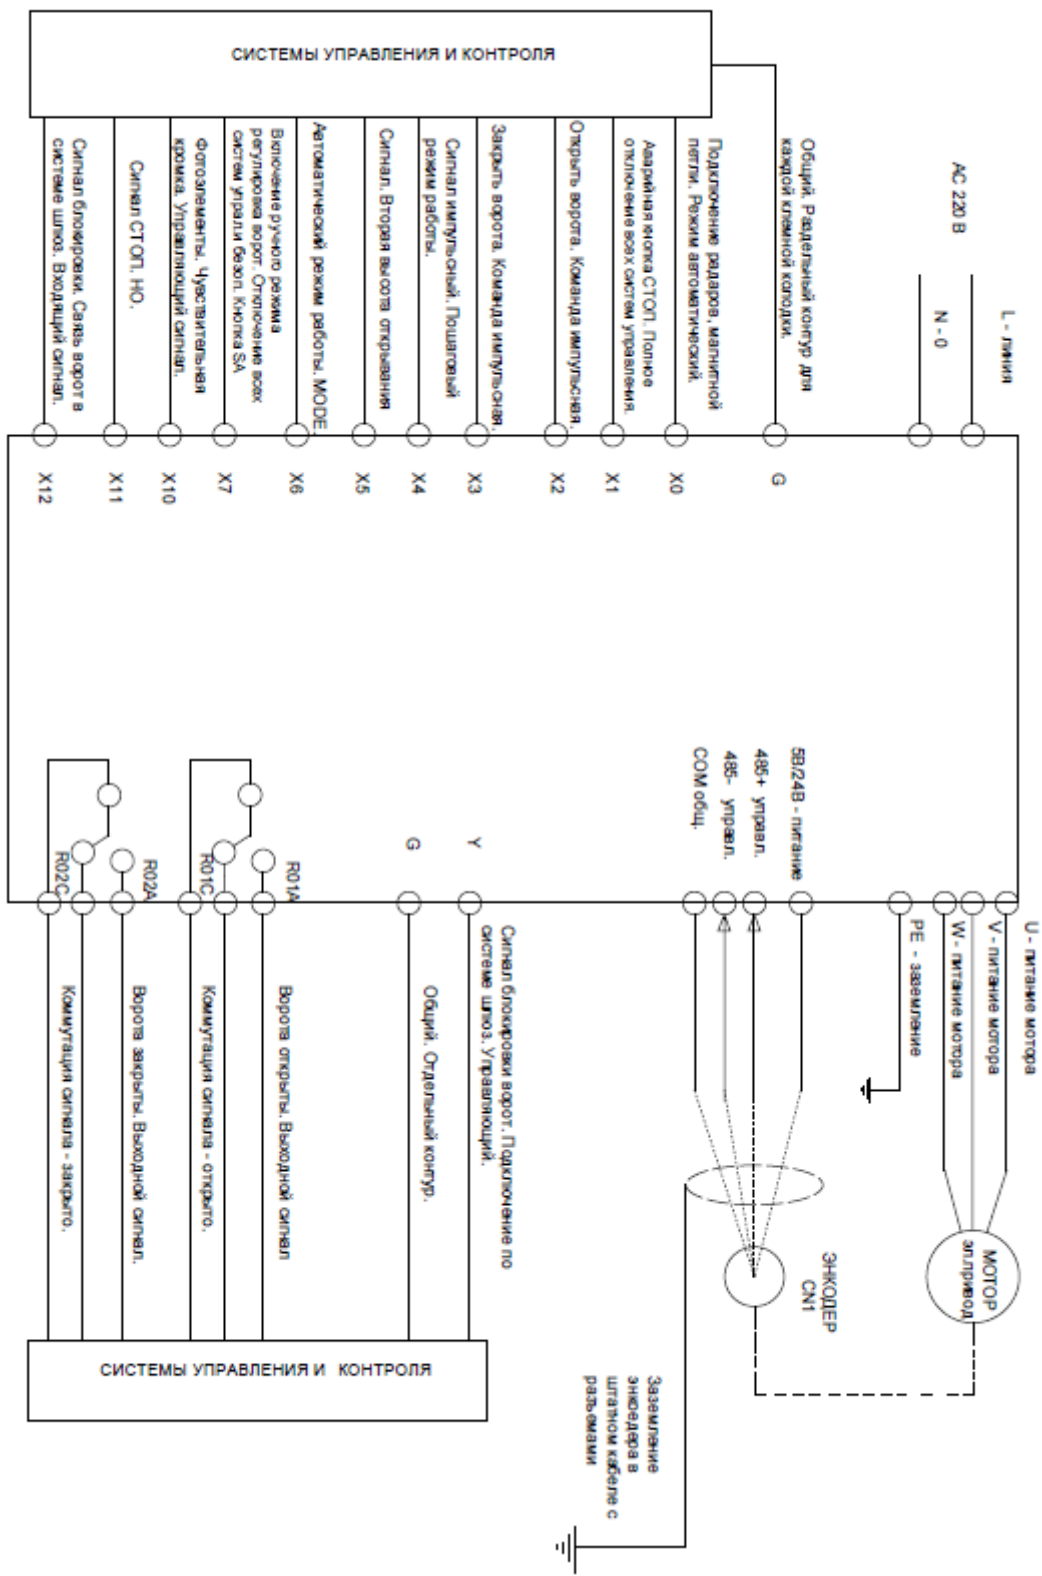 СИСТЕМЫ УПРАВЛЕНИЯ И КОНТРОЛЯ
AC 220 В
L - линия
N - 0
Общий. Раздельный контур для
каждой клемной колодки.
Подключение радаров, магнитной
петли. Режим автоматический.
Аварийная кнопка СТОП. Полное
отключение всех систем управления.
Открыть ворота. Команда импульсная.
Закрыть ворота. Команда импульсная.
Сигнал импульсный. Пошаговый
режим работы.
Сигнал. Вторая высота открывания
Автоматический режим работы. MODE.
Включение ручного режима
регулировка ворот. Отключение всех
систем управл.и безоп. Кнопка SA
Фотоэлементы. Чувствительная
кромка. Управляющий сигнал.
Сигнал СТОП. НО.
Сигнал блокировки. Связь ворот в
системе шлюз. Входящий сигнал.
G
X0
X1
X2
X3
X4
X5
X6
X7
X10
X11
X12
5В/24В - питание
485+ управл.
485- управл.
COM общ.
Y
G
R01A
R01C
R02A
R02C
U - питание мотора
V - питание мотора
W - питание мотора
PE - заземление
МОТОР
эл.привод
ЭНКОДЕР
CN1
Заземление
энкоедера в
штатном кабеле с
разъемами
Сигнал блокировки ворот. Подключение по
системе шлюз. Управляющий.
Общий. Отдельный контур.
Ворота открыты. Выходной сигнал
Коммутация сигнала - открыто.
Ворота закрыты. Выходной сигнал.
Коммутация сигнала - закрыто.
СИСТЕМЫ УПРАВЛЕНИЯ И КОНТРОЛЯ